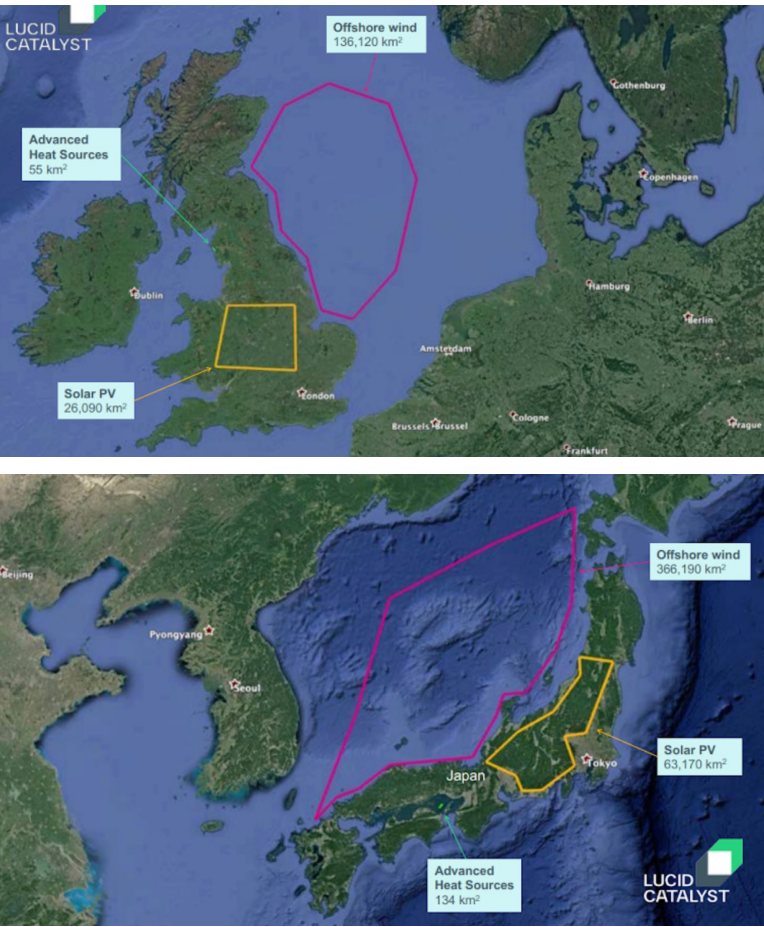 LUCID
CATALYST
Offshore wind
136,120 km²
Gothenburg
Advanced
Heat Sources
55 km²
Copenhagen
Dublin
Hamburg
Berlin
Amsterdam
Solar PV
26,090 km²
London
Brussels-Brussel
Cologne
Prague
Frankfurt
Offshore wind
366,190 km²
Beijing
Pyongyang
Seoul
Solar PV
63,170 km²
Tokyo
Japan
Advanced
Heat Sources
134 km²
LUCID
CATALYST